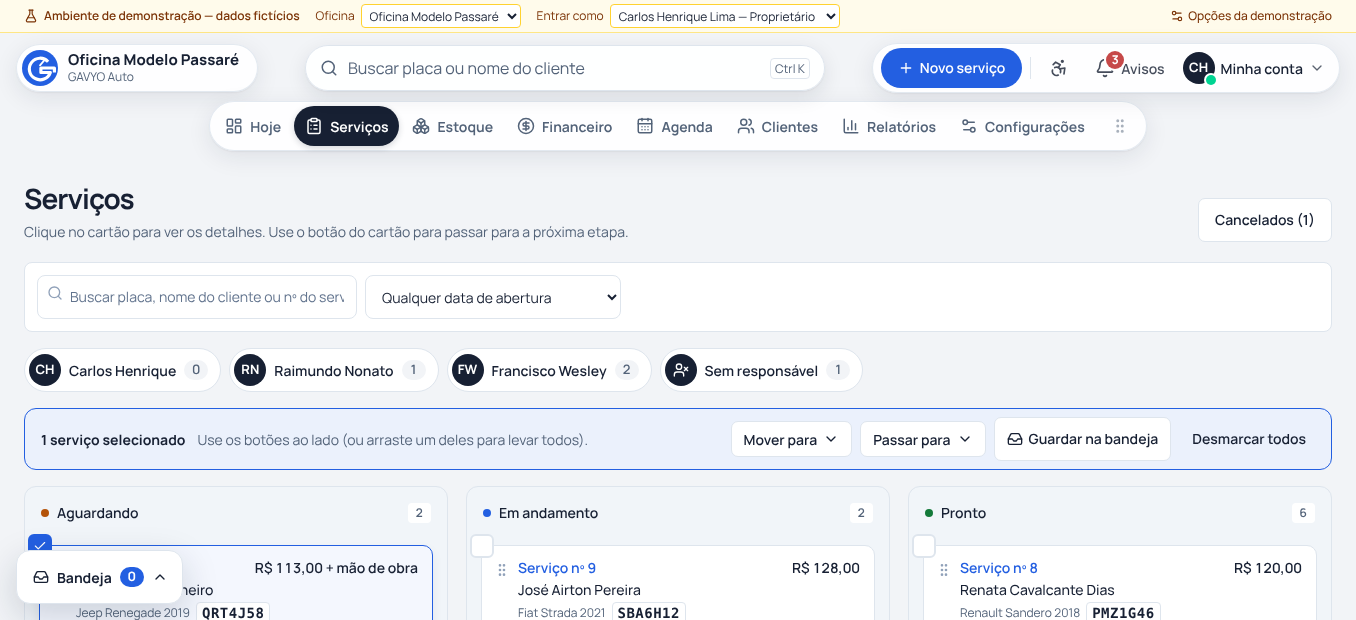 Ambiente de demonstração — dados fictícios Oficina Oficina Modelo Passaré Entrar como Carlos Henrique Lima — Proprietário Opções da demonstração
Oficina Modelo Passaré
GAVYO Auto
Buscar placa ou nome do cliente Ctrl K
+ Novo serviço
3
Avisos
CH Minha conta
Hoje Serviços Estoque Financeiro Agenda Clientes Relatórios Configurações
Serviços
Clique no cartão para ver os detalhes. Use o botão do cartão para passar para a próxima etapa.
Cancelados (1)
Buscar placa, nome do cliente ou nº do serv Qualquer data de abertura
CH Carlos Henrique 0 RN Raimundo Nonato 1 FW Francisco Wesley 2 Sem responsável 1
1 serviço selecionado Use os botões ao lado (ou arraste um deles para levar todos). Mover para Passar para Guardar na bandeja Desmarcar todos
Aguardando 2 Em andamento 2 Pronto 6
R$ 113,00 + mão de obra
neiro
Jeep Renegade 2019 QRT4J58
Bandeja 0
Serviço nº 9 R$ 128,00
José Airton Pereira
Fiat Strada 2021 SBA6H12
Serviço nº 8 R$ 120,00
Renata Cavalcante Dias
Renault Sandero 2018 PMZ1G46